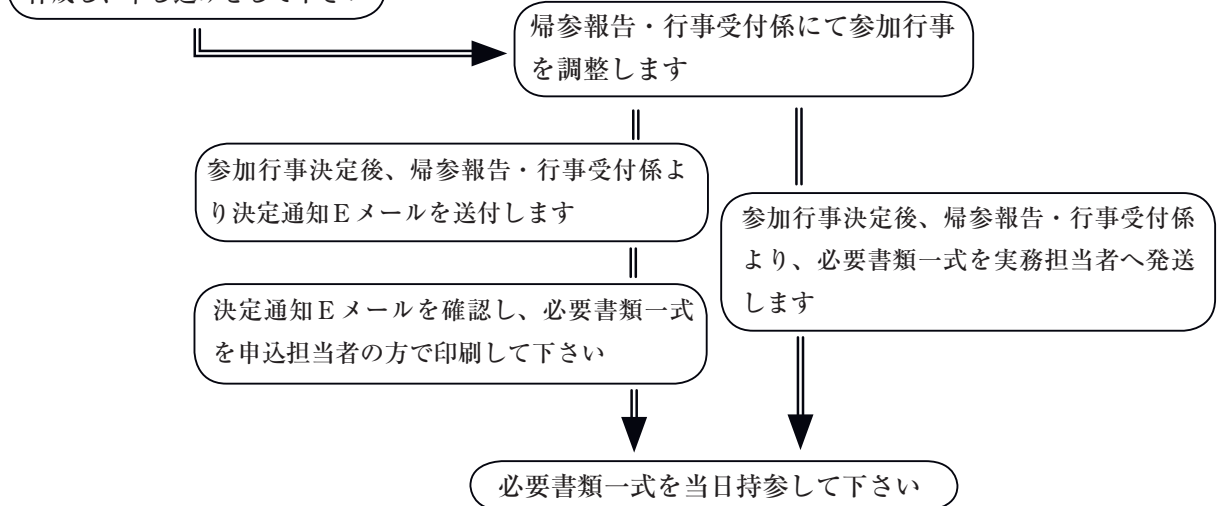 帰参報告・行事受付係にて参加行事
を調整します
参加行事決定後、帰参報告・行事受付係よ
り決定通知Eメールを送付します
参加行事決定後、帰参報告・行事受付係
より、必要書類一式を実務担当者へ発送
します
決定通知Eメールを確認し、必要書類一式
を申込担当者の方で印刷して下さい
必要書類一式を当日持参して下さい